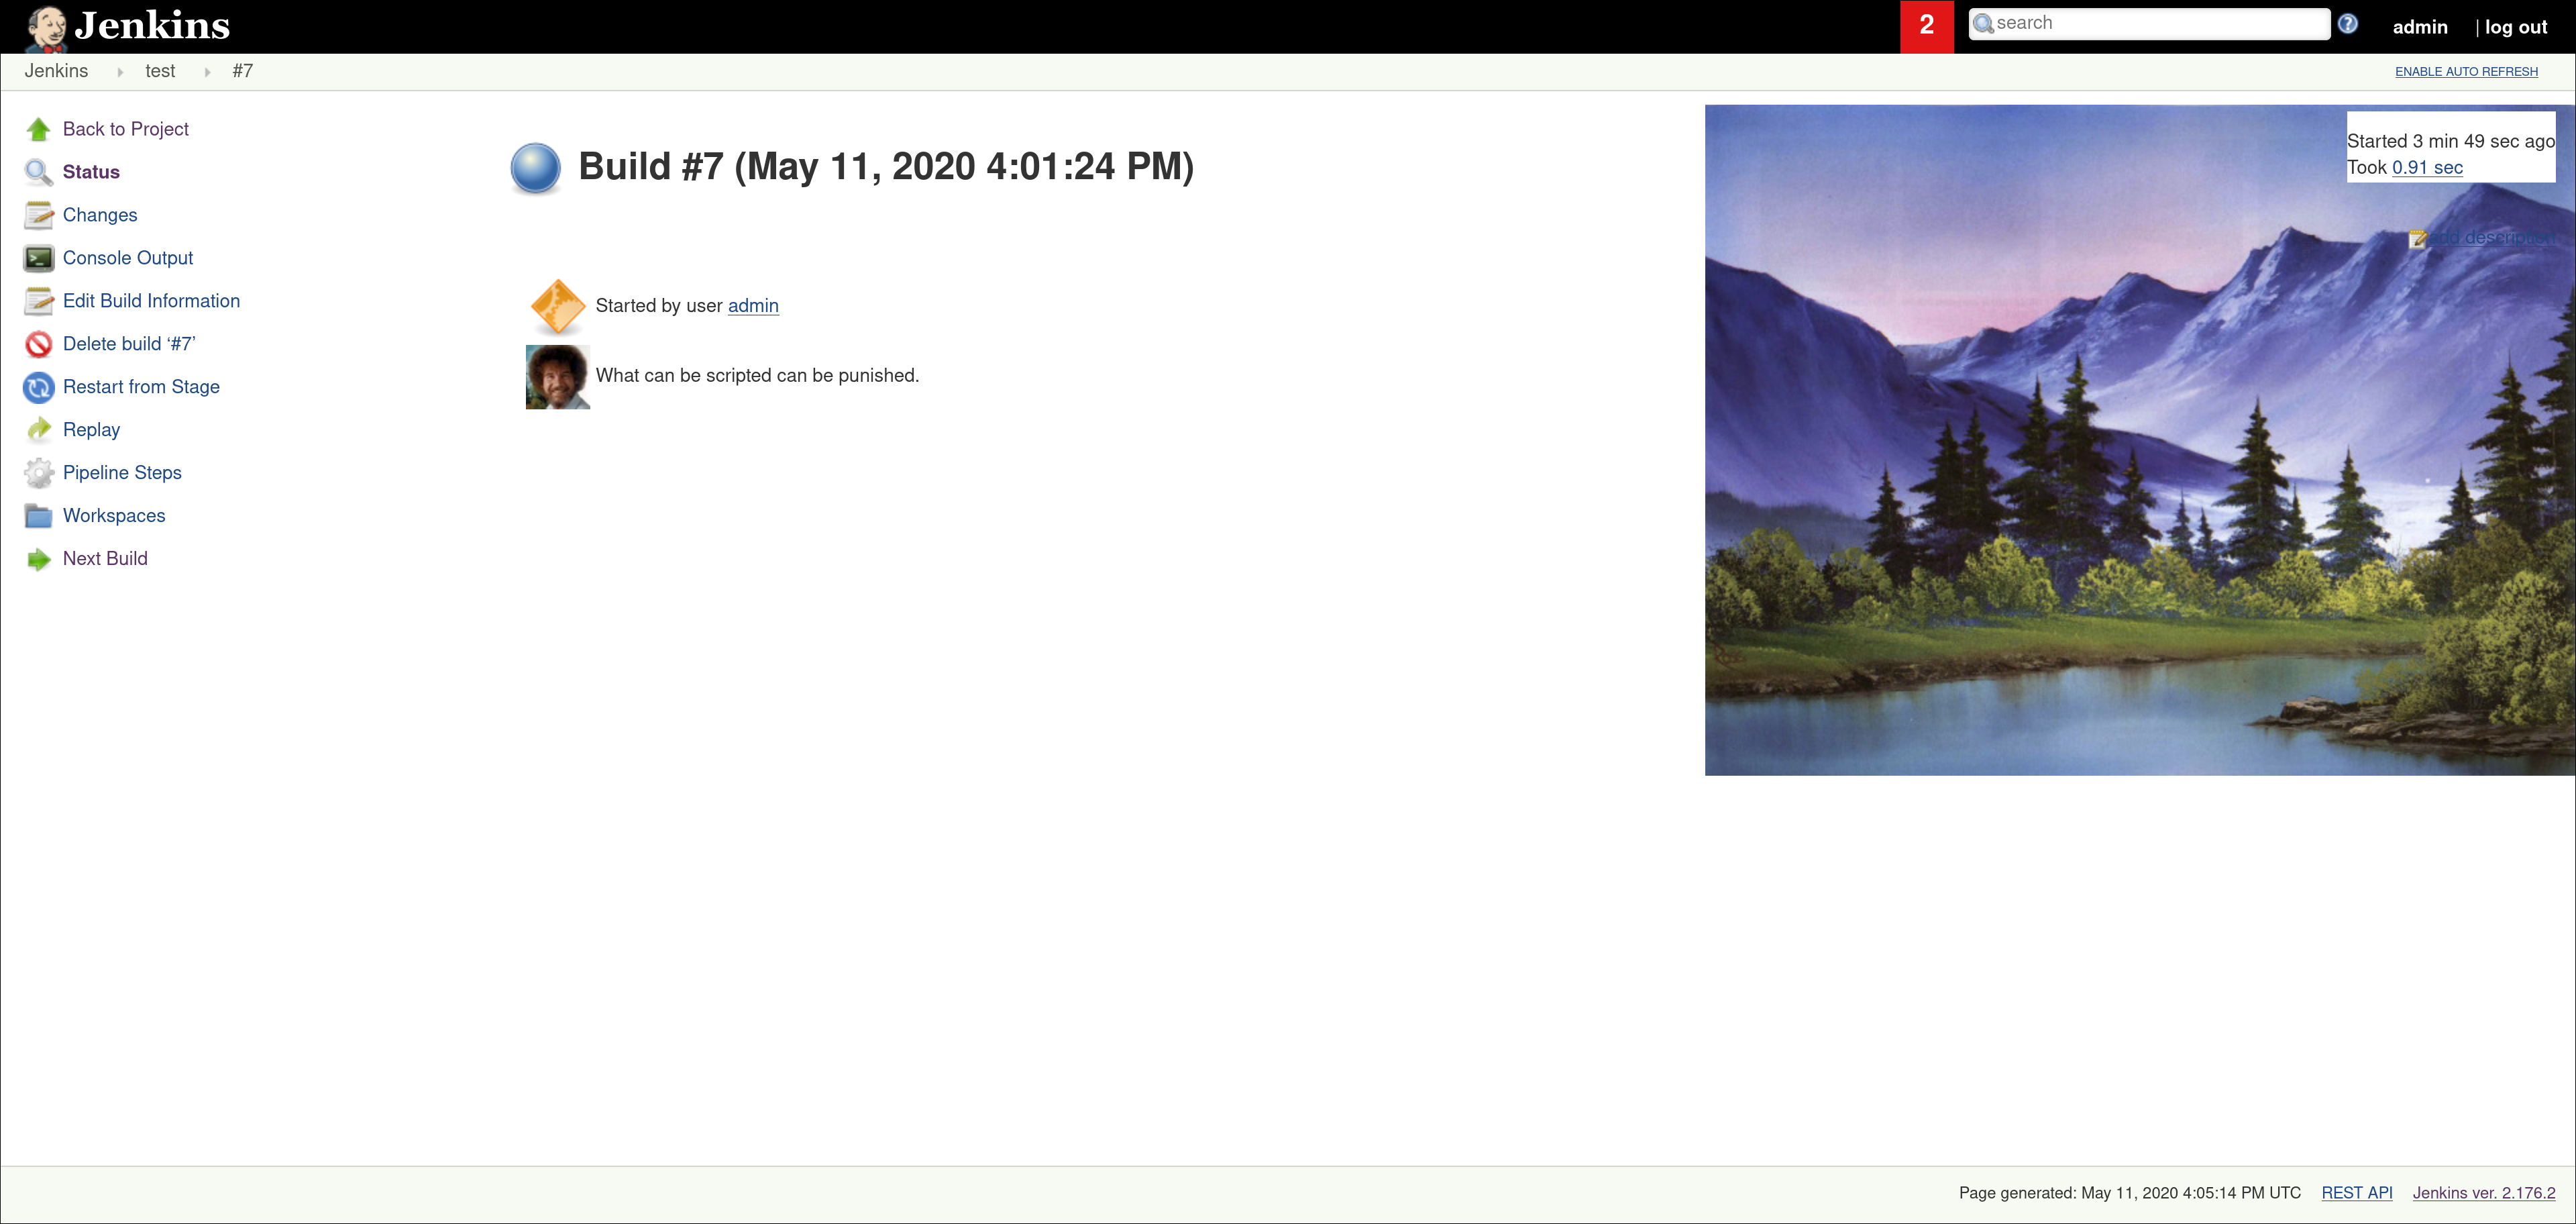 Jenkins
2
search
admin
| log out
Jenkins
test
#7
ENABLE AUTO REFRESH
Back to Project
Status
Changes
Console Output
Edit Build Information
Delete build ‘#7’
Restart from Stage
Replay
Pipeline Steps
Workspaces
Next Build
Build #7 (May 11, 2020 4:01:24 PM)
Started 3 min 49 sec ago
Took 0.91 sec
add description
Started by user admin
What can be scripted can be punished.
Page generated: May 11, 2020 4:05:14 PM UTC
REST API
Jenkins ver. 2.176.2